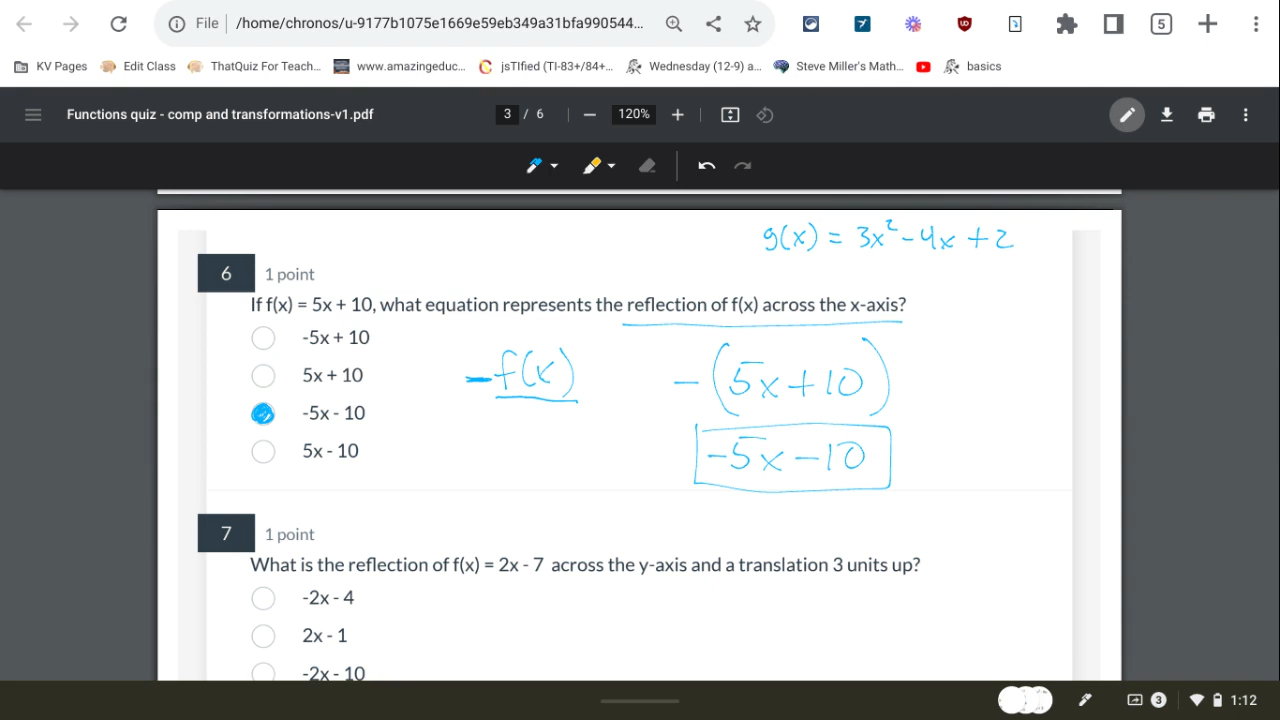 File /home/chronos/u-9177b1075e1669e59eb349a31bfa990544... 5
KV Pages Edit Class ThatQuiz For Teach... www.amazingeduc... jsTIfied (TI-83+/84+... Wednesday (12-9) a... Steve Miller's Math... basics
Functions quiz - comp and transformations-v1.pdf 3 / 6 120%
g(x) = 3x² - 4x + 2
6 1 point
If f(x) = 5x + 10, what equation represents the reflection of f(x) across the x-axis?
-5x + 10
5x + 10
-5x - 10
5x - 10
-f(x)
-(5x+10)
-5x-10
7 1 point
What is the reflection of f(x) = 2x - 7 across the y-axis and a translation 3 units up?
-2x - 4
2x - 1
-2x - 10
3 1:12